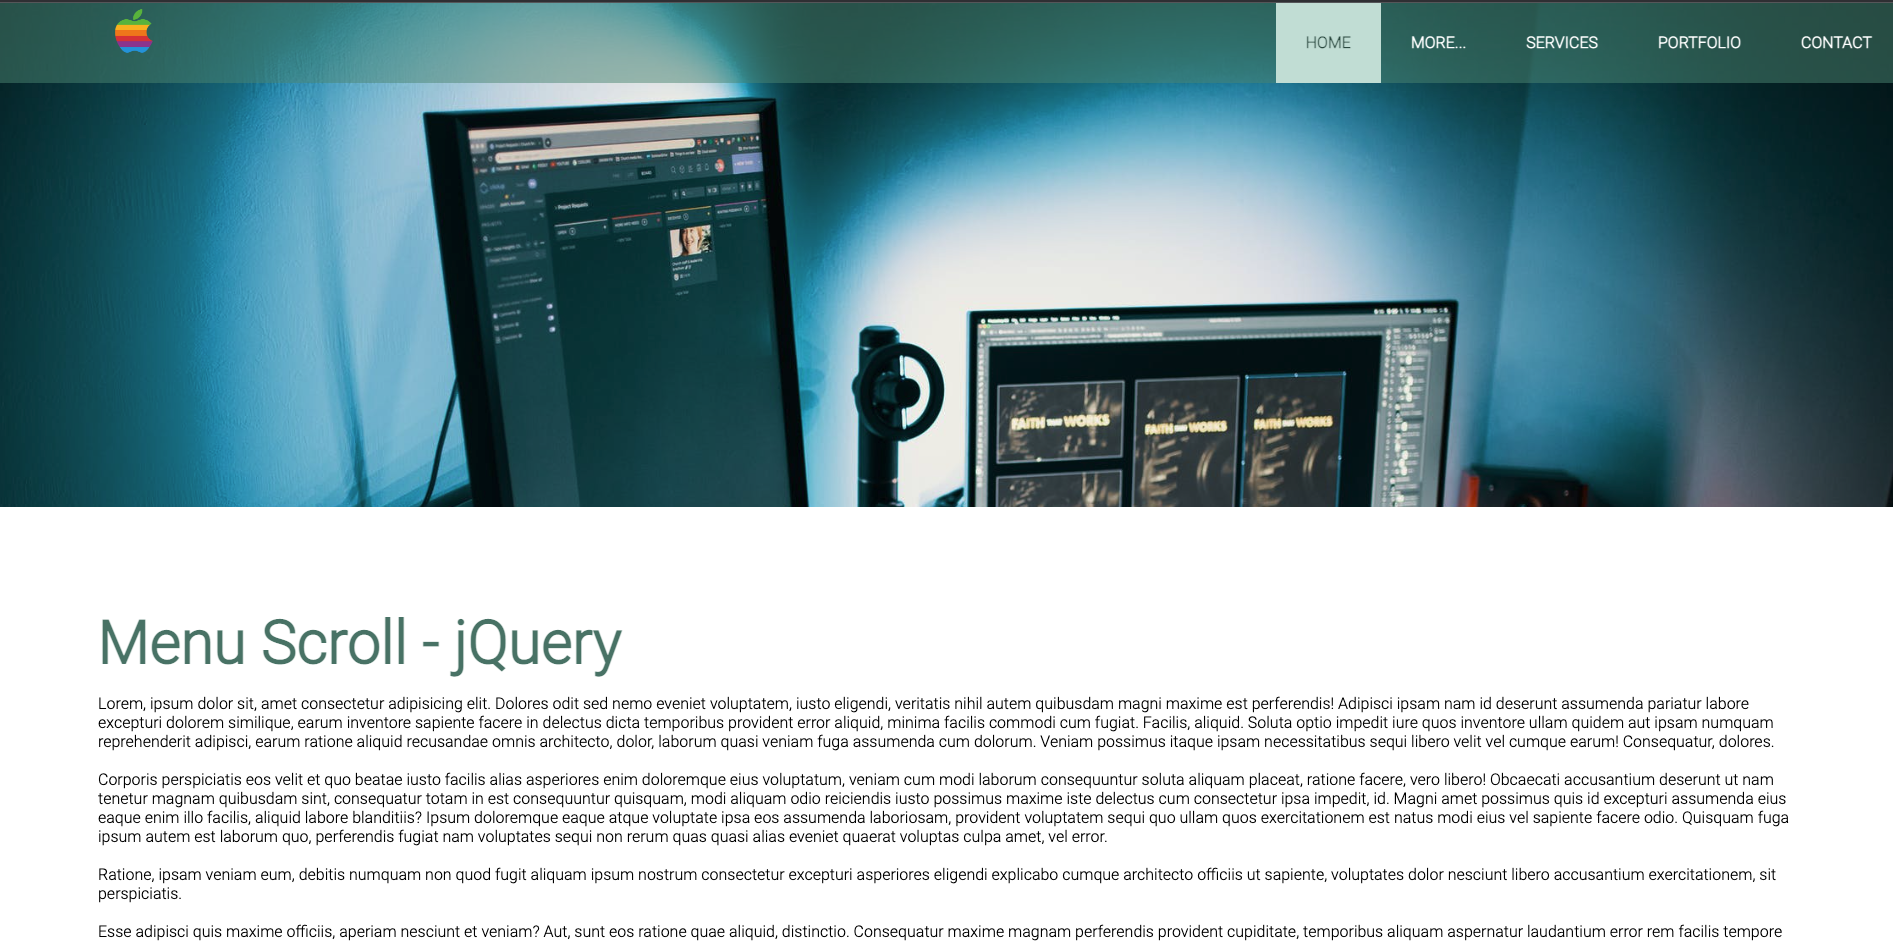 HOME
MORE...
SERVICES
PORTFOLIO
CONTACT
Project Requests
FAITH THAT WORKS
FAITH THAT WORKS
FAITH THAT WORKS
Menu Scroll - jQuery
Lorem, ipsum dolor sit, amet consectetur adipisicing elit. Dolores odit sed nemo eveniet voluptatem, iusto eligendi, veritatis nihil autem quibusdam magni maxime est perferendis! Adipisci ipsam nam id deserunt assumenda pariatur labore
excepturi dolorem similique, earum inventore sapiente facere in delectus dicta temporibus provident error aliquid, minima facilis commodi cum fugiat. Facilis, aliquid. Soluta optio impedit iure quos inventore ullam quidem aut ipsam numquam
reprehenderit adipisci, earum ratione aliquid recusandae omnis architecto, dolor, laborum quasi veniam fuga assumenda cum dolorum. Veniam possimus itaque ipsam necessitatibus sequi libero velit vel cumque earum! Consequatur, dolores.
Corporis perspiciatis eos velit et quo beatae iusto facilis alias asperiores enim doloremque eius voluptatum, veniam cum modi laborum consequuntur soluta aliquam placeat, ratione facere, vero libero! Obcaecati accusantium deserunt ut nam
tenetur magnam quibusdam sint, consequatur totam in est consequuntur quisquam, modi aliquam odio reiciendis iusto possimus maxime iste delectus cum consectetur ipsa impedit, id. Magni amet possimus quis id excepturi assumenda eius
eaque enim illo facilis, aliquid labore blanditiis? Ipsum doloremque eaque atque voluptate ipsa eos assumenda laboriosam, provident voluptatem sequi quo ullam quos exercitationem est natus modi eius vel sapiente facere odio. Quisquam fuga
ipsum autem est laborum quo, perferendis fugiat nam voluptates sequi non rerum quas quasi alias eveniet quaerat voluptas culpa amet, vel error.
Ratione, ipsam veniam eum, debitis numquam non quod fugit aliquam ipsum nostrum consectetur excepturi asperiores eligendi explicabo cumque architecto officiis ut sapiente, voluptates dolor nesciunt libero accusantium exercitationem, sit
perspiciatis.
Esse adipisci quis maxime officiis, aperiam nesciunt et veniam? Aut, sunt eos ratione quae aliquid, distinctio. Consequatur maxime magnam perferendis provident cupiditate, temporibus aliquam aspernatur laudantium error rem facilis tempore